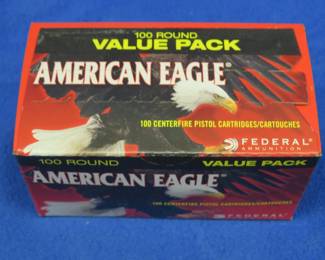 100 ROUND
VALUE PACK
AMERICAN EAGLE®
100 CENTERFIRE PISTOL CARTRIDGES/CARTOUCHES
FEDERAL
AMMUNITION
100 ROUND VALUE PACK
AMERICAN EAGLE®
100 CENTERFIRE PISTOL CARTRIDGES/CARTOUCHES
FEDERAL